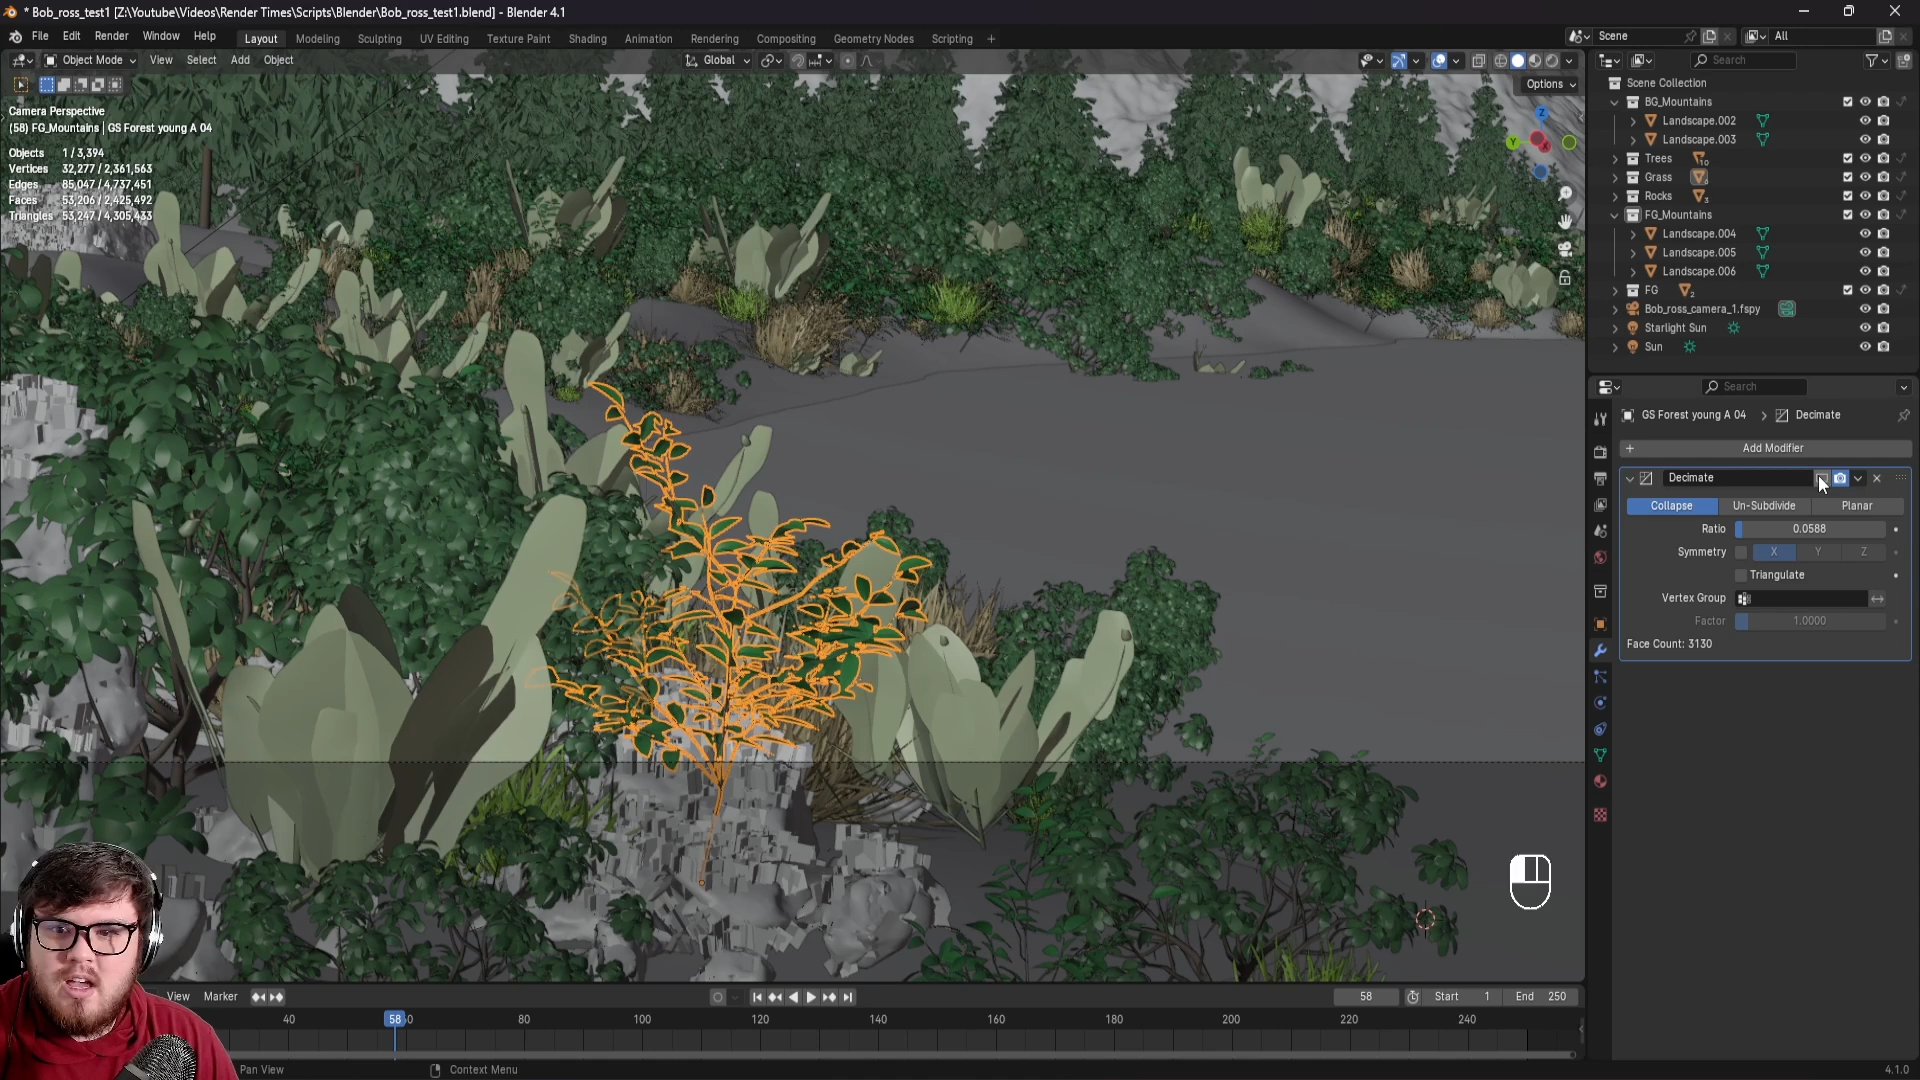 * Bob_ross_test1 [Z:\Youtube\Videos\Render Times\Scripts\Blender\Bob_ross_test1.blend] - Blender 4.1
File Edit Render Window Help Layout Modeling Sculpting UV Editing Texture Paint Shading Animation Rendering Compositing Geometry Nodes Scripting + Scene All
Object Mode View Select Add Object Global Search
Options
Camera Perspective
(58) FG_Mountains | GS Forest young A 04
Objects 1 / 3,394
Vertices 32,277 / 2,361,563
Edges 85,047 / 4,737,451
Faces 53,206 / 2,425,492
Triangles 53,247 / 4,305,433
Z
Y
X
Scene Collection
BG_Mountains
Landscape.002
Landscape.003
Trees 10
Grass
Rocks 3
FG_Mountains
Landscape.004
Landscape.005
Landscape.006
FG 2
Bob_ross_camera_1.fspy
Starlight Sun
Sun
Search
GS Forest young A 04 > Decimate
+ Add Modifier
Decimate
Collapse Un-Subdivide Planar
Ratio 0.0588
Symmetry X Y Z
Triangulate
Vertex Group
Factor 1.0000
Face Count: 3130
View Marker 58 Start 1 End 250
40 58 80 100 120 140 160 180 200 220 240
Pan View Context Menu 4.1.0